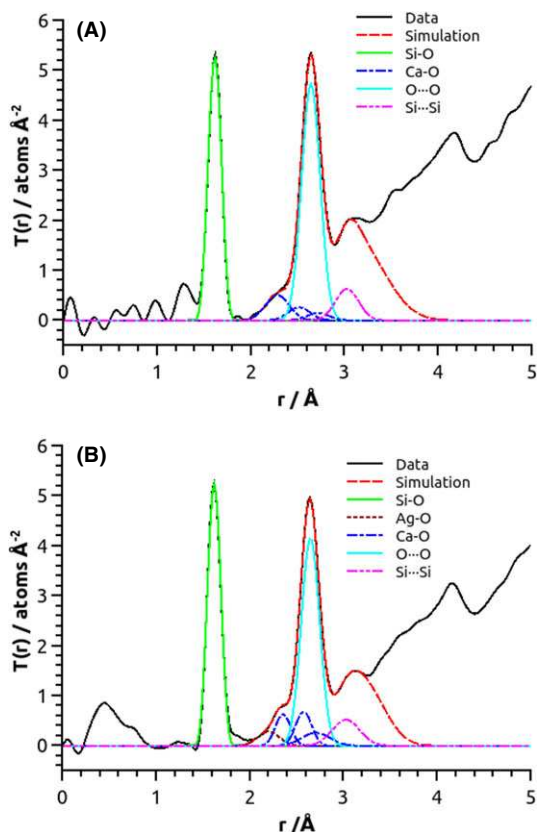 (A)
Data
Simulation
Si-O
Ca-O
O···O
Si···Si
T(r) / atoms Å⁻²
6
5
4
3
2
1
0
0 1 2 3 4 5
r / Å
(B)
Data
Simulation
Si-O
Ag-O
Ca-O
O···O
Si···Si
T(r) / atoms Å⁻²
6
5
4
3
2
1
0
0 1 2 3 4 5
r / Å